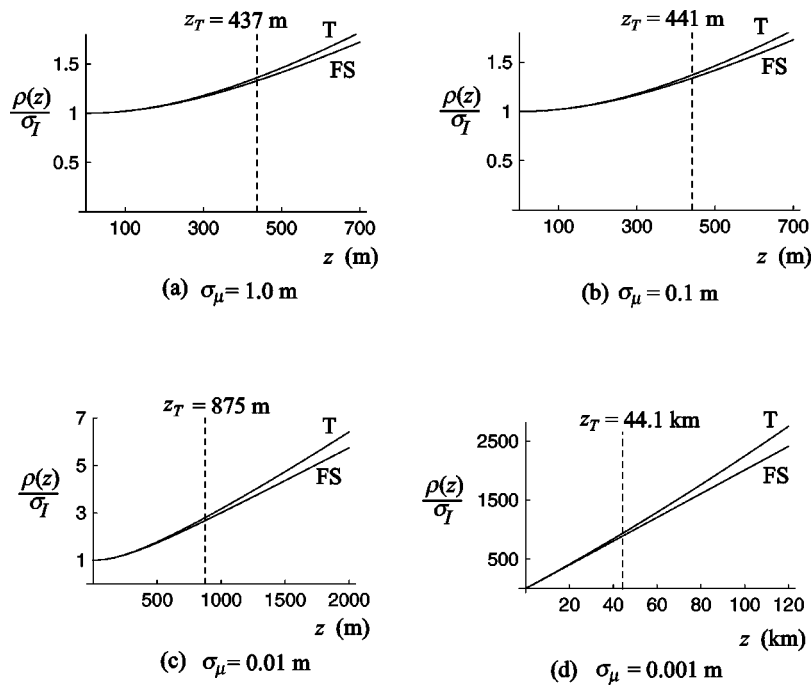 z_T = 437 m
T
FS
ρ(z)
σ_I
1.5
1
0.5
100 300 500 700
z (m)
(a) σ_μ = 1.0 m
z_T = 441 m
T
FS
ρ(z)
σ_I
1.5
1
0.5
100 300 500 700
z (m)
(b) σ_μ = 0.1 m
z_T = 875 m
T
FS
ρ(z)
σ_I
7
5
3
1
500 1000 1500 2000
z (m)
(c) σ_μ = 0.01 m
z_T = 44.1 km
T
FS
ρ(z)
σ_I
2500
1500
500
20 40 60 80 100 120
z (km)
(d) σ_μ = 0.001 m